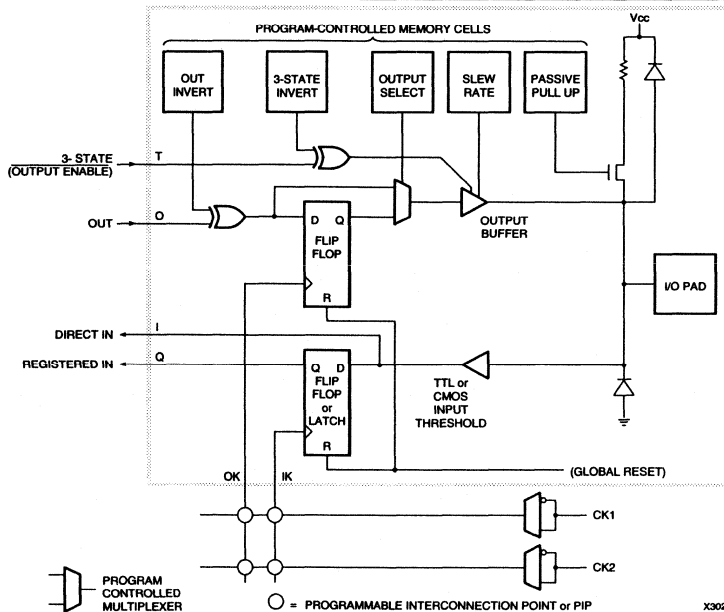 Vcc
PROGRAM-CONTROLLED MEMORY CELLS
OUT
INVERT
3-STATE
INVERT
OUTPUT
SELECT
SLEW
RATE
PASSIVE
PULL UP
3- STATE
(OUTPUT ENABLE)
T
OUT
O
D Q
FLIP
FLOP
R
OUTPUT
BUFFER
I/O PAD
DIRECT IN
I
REGISTERED IN
Q
Q D
FLIP
FLOP
or
LATCH
R
TTL or
CMOS
INPUT
THRESHOLD
OK
IK
(GLOBAL RESET)
CK1
CK2
PROGRAM
CONTROLLED
MULTIPLEXER
= PROGRAMMABLE INTERCONNECTION POINT or PIP